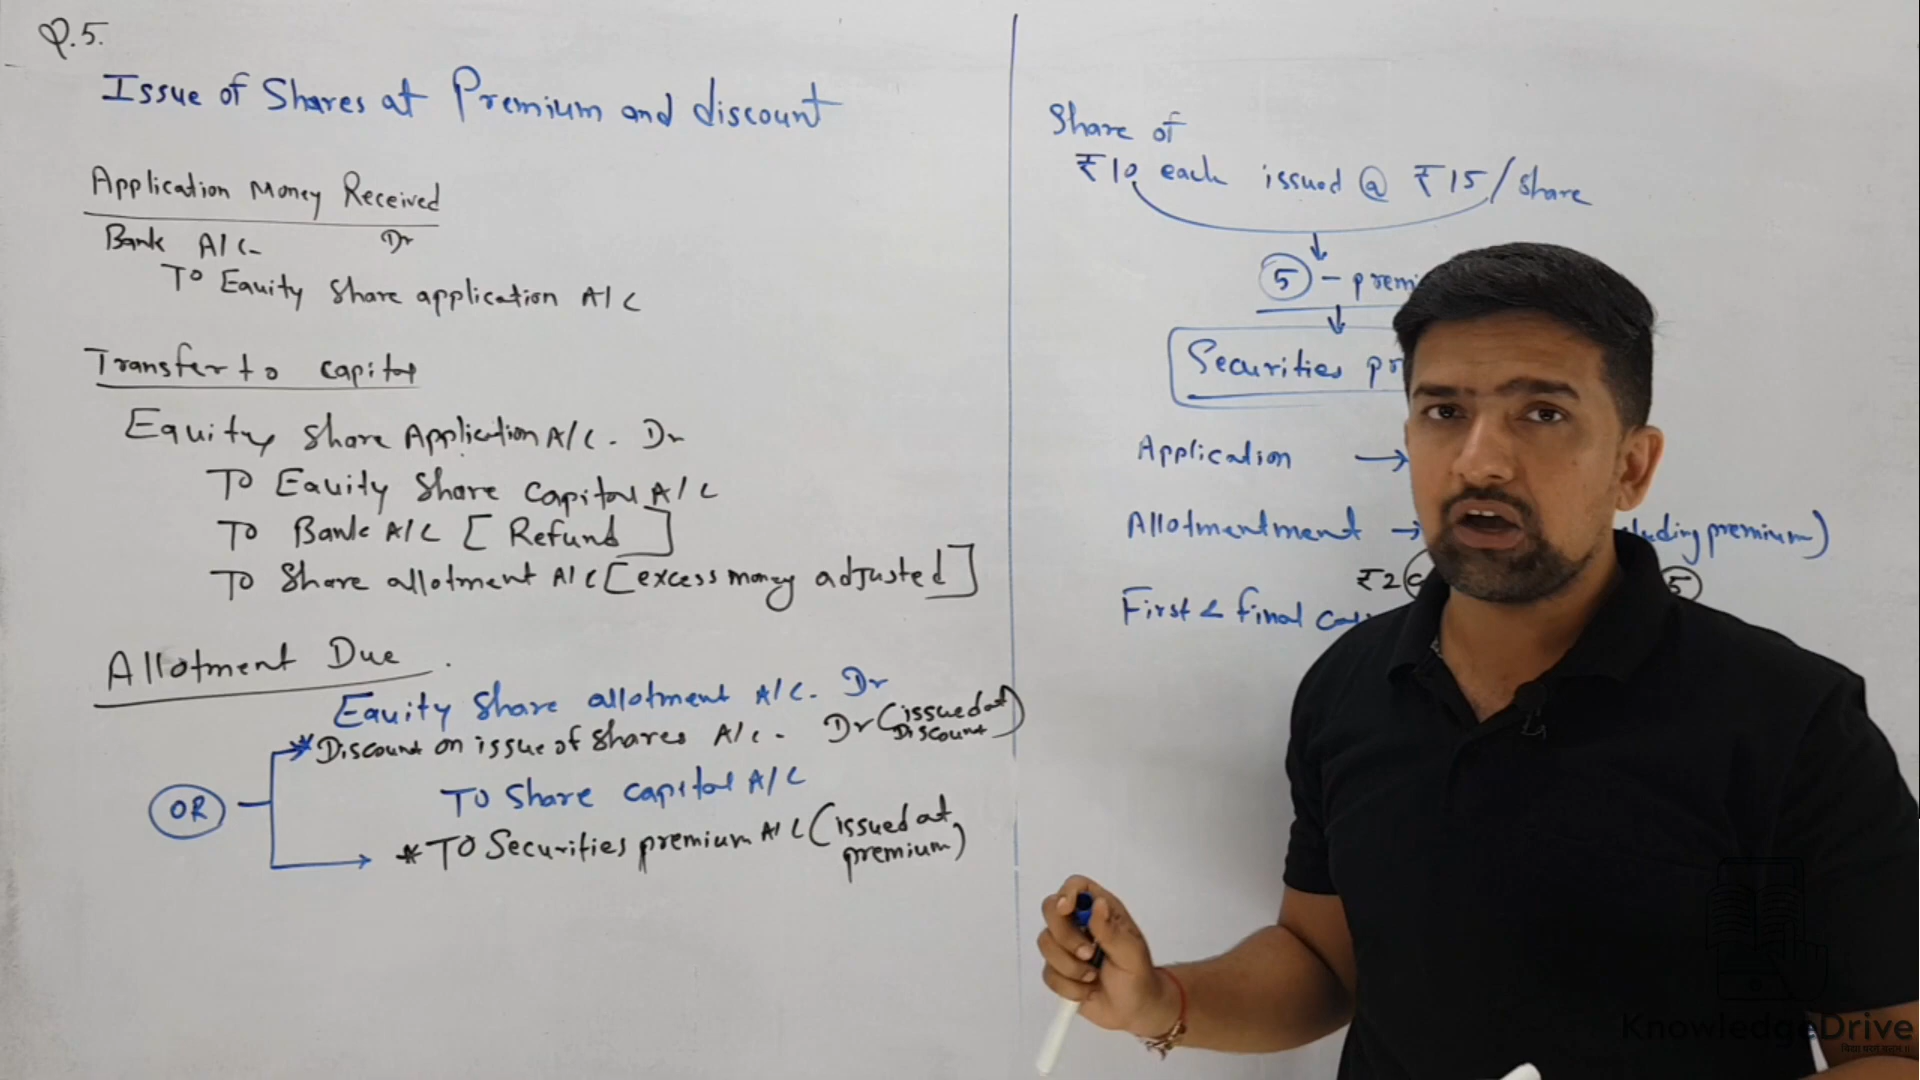 Q.5.
Issue of Shares at Premium and discount
Application Money Received
Bank A/C- Dr
To Equity Share application A/C
Transfer to capital
Equity Share Application A/C - Dr
To Equity Share Capital A/C
To Bank A/C [Refund]
To Share allotment A/C [excess money adjusted]
Allotment Due
Equity Share allotment A/C. Dr
* Discount on issue of shares A/C - Dr (issued at Discount)
OR
To Share capital A/C
* To Securities premium A/C (issued at premium)
Share of
₹10 each issued @ ₹15/share
5 - premi
Securities pr
Application →
Allotmentment → luding premium)
₹2 (c 5
First & final ca
KnowledgeDrive